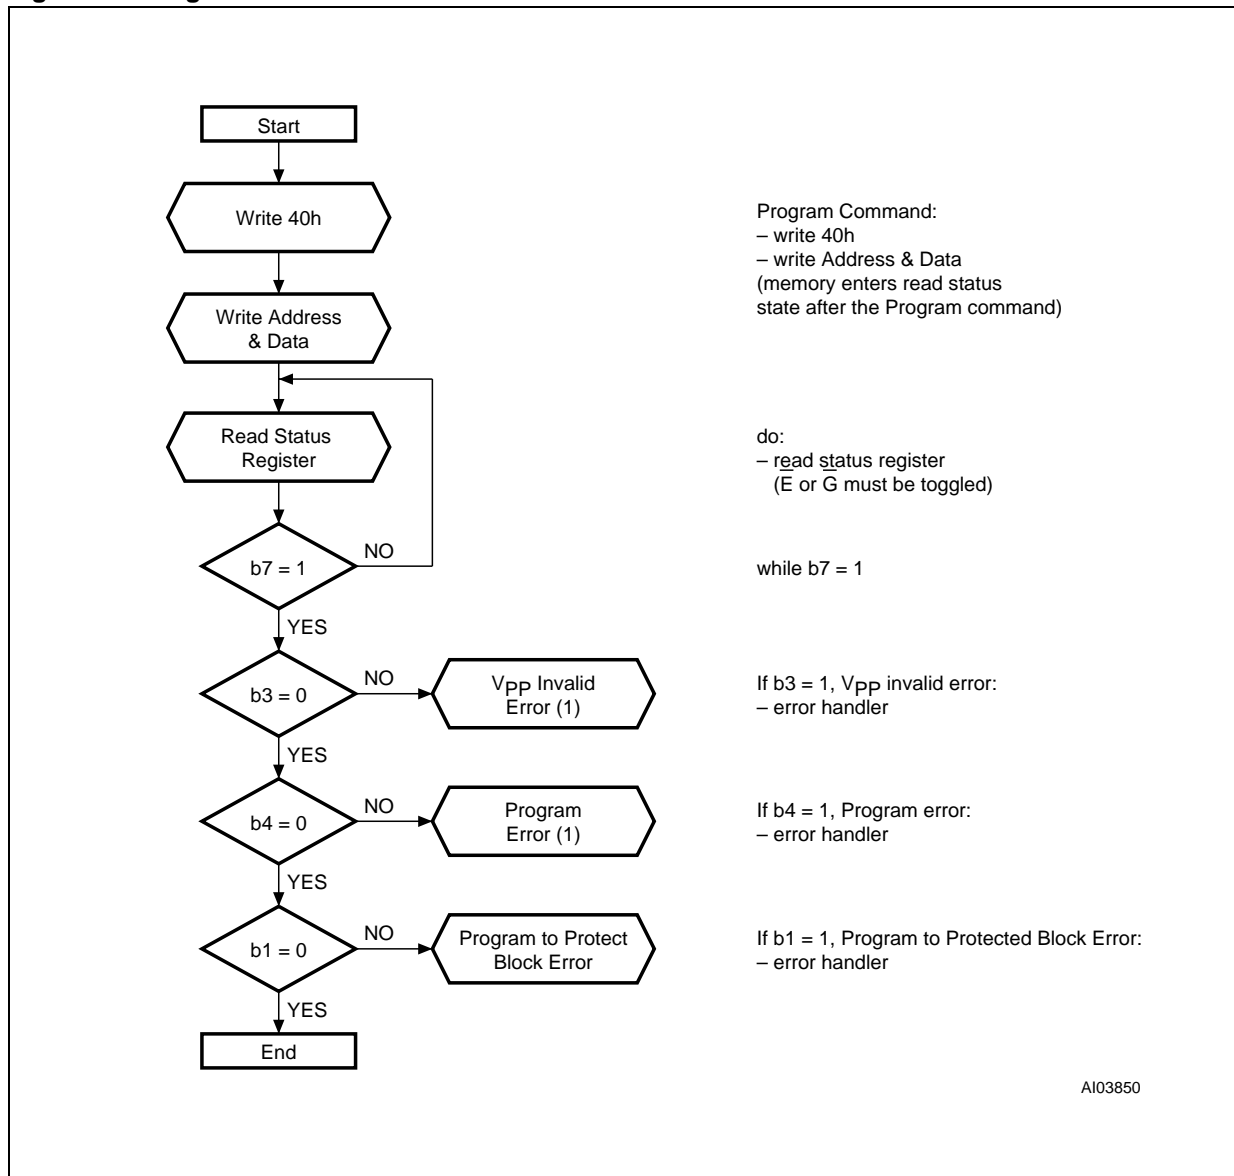 Start
Write 40h
Program Command:
– write 40h
– write Address & Data
(memory enters read status
state after the Program command)
Write Address
& Data
Read Status
Register
do:
– read status register
(E̅ or G̅ must be toggled)
b7 = 1
NO
while b7 = 1
YES
b3 = 0
NO
VPP Invalid
Error (1)
If b3 = 1, VPP invalid error:
– error handler
YES
b4 = 0
NO
Program
Error (1)
If b4 = 1, Program error:
– error handler
YES
b1 = 0
NO
Program to Protect
Block Error
If b1 = 1, Program to Protected Block Error:
– error handler
YES
End
AI03850